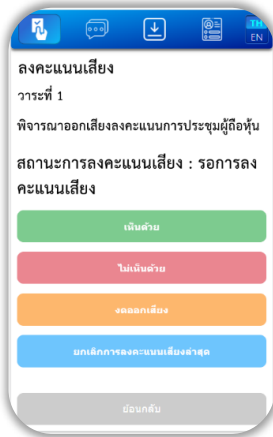 TH
EN
ลงคะแนนเสียง
วาระที่ 1
พิจารณาออกเสียงลงคะแนนการประชุมผู้ถือหุ้น
สถานะการลงคะแนนเสียง : รอการลง
คะแนนเสียง
เห็นด้วย
ไม่เห็นด้วย
งดออกเสียง
ยกเลิกการลงคะแนนเสียงล่าสุด
ย้อนกลับ